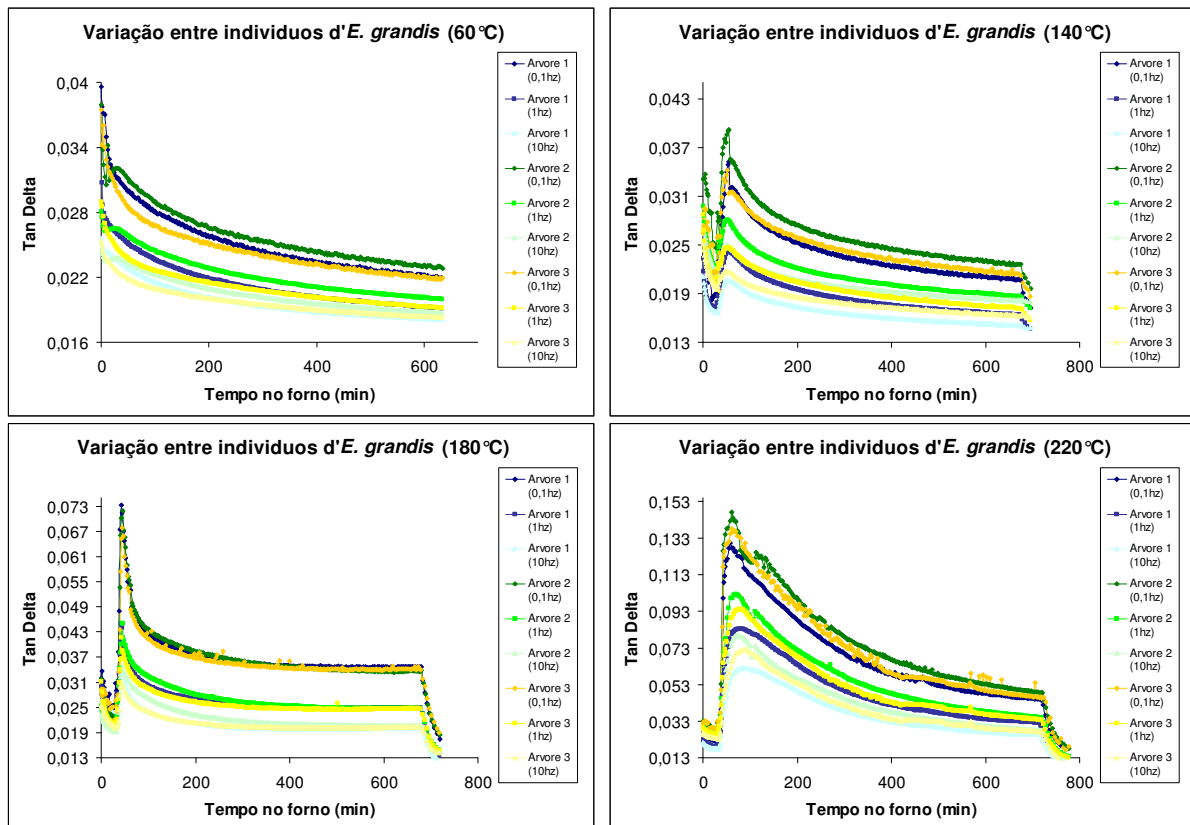 Variação entre individuos d'E. grandis (60°C)
0,04
0,034
0,028
0,022
0,016
Tan Delta
0
200
400
600
800
Tempo no forno (min)
Arvore 1
(0,1hz)
Arvore 1
(1hz)
Arvore 1
(10hz)
Arvore 2
(0,1hz)
Arvore 2
(1hz)
Arvore 2
(10hz)
Arvore 3
(0,1hz)
Arvore 3
(1hz)
Arvore 3
(10hz)
Variação entre individuos d'E. grandis (140°C)
0,043
0,037
0,031
0,025
0,019
0,013
Tan Delta
0
200
400
600
800
Tempo no forno (min)
Arvore 1
(0,1hz)
Arvore 1
(1hz)
Arvore 1
(10hz)
Arvore 2
(0,1hz)
Arvore 2
(1hz)
Arvore 2
(10hz)
Arvore 3
(0,1hz)
Arvore 3
(1hz)
Arvore 3
(10hz)
Variação entre individuos d'E. grandis (180°C)
0,073
0,067
0,061
0,055
0,049
0,043
0,037
0,031
0,025
0,019
0,013
Tan Delta
0
200
400
600
800
Tempo no forno (min)
Arvore 1
(0,1hz)
Arvore 1
(1hz)
Arvore 1
(10hz)
Arvore 2
(0,1hz)
Arvore 2
(1hz)
Arvore 2
(10hz)
Arvore 3
(0,1hz)
Arvore 3
(1hz)
Arvore 3
(10hz)
Variação entre individuos d'E. grandis (220°C)
0,153
0,133
0,113
0,093
0,073
0,053
0,033
0,013
Tan Delta
0
200
400
600
800
Tempo no forno (min)
Arvore 1
(0,1hz)
Arvore 1
(1hz)
Arvore 1
(10hz)
Arvore 2
(0,1hz)
Arvore 2
(1hz)
Arvore 2
(10hz)
Arvore 3
(0,1hz)
Arvore 3
(1hz)
Arvore 3
(10hz)